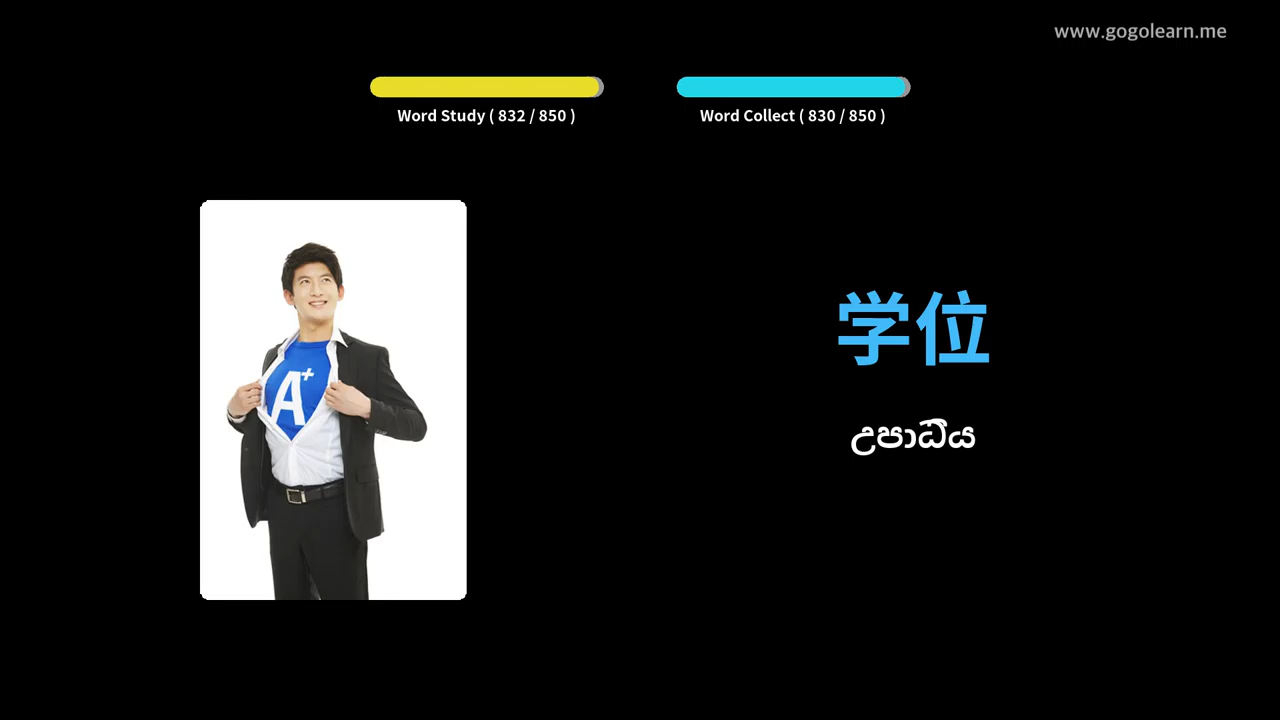 www.gogolearn.me
Word Study ( 832 / 850 )
Word Collect ( 830 / 850 )
A+
学位
උපාධිය